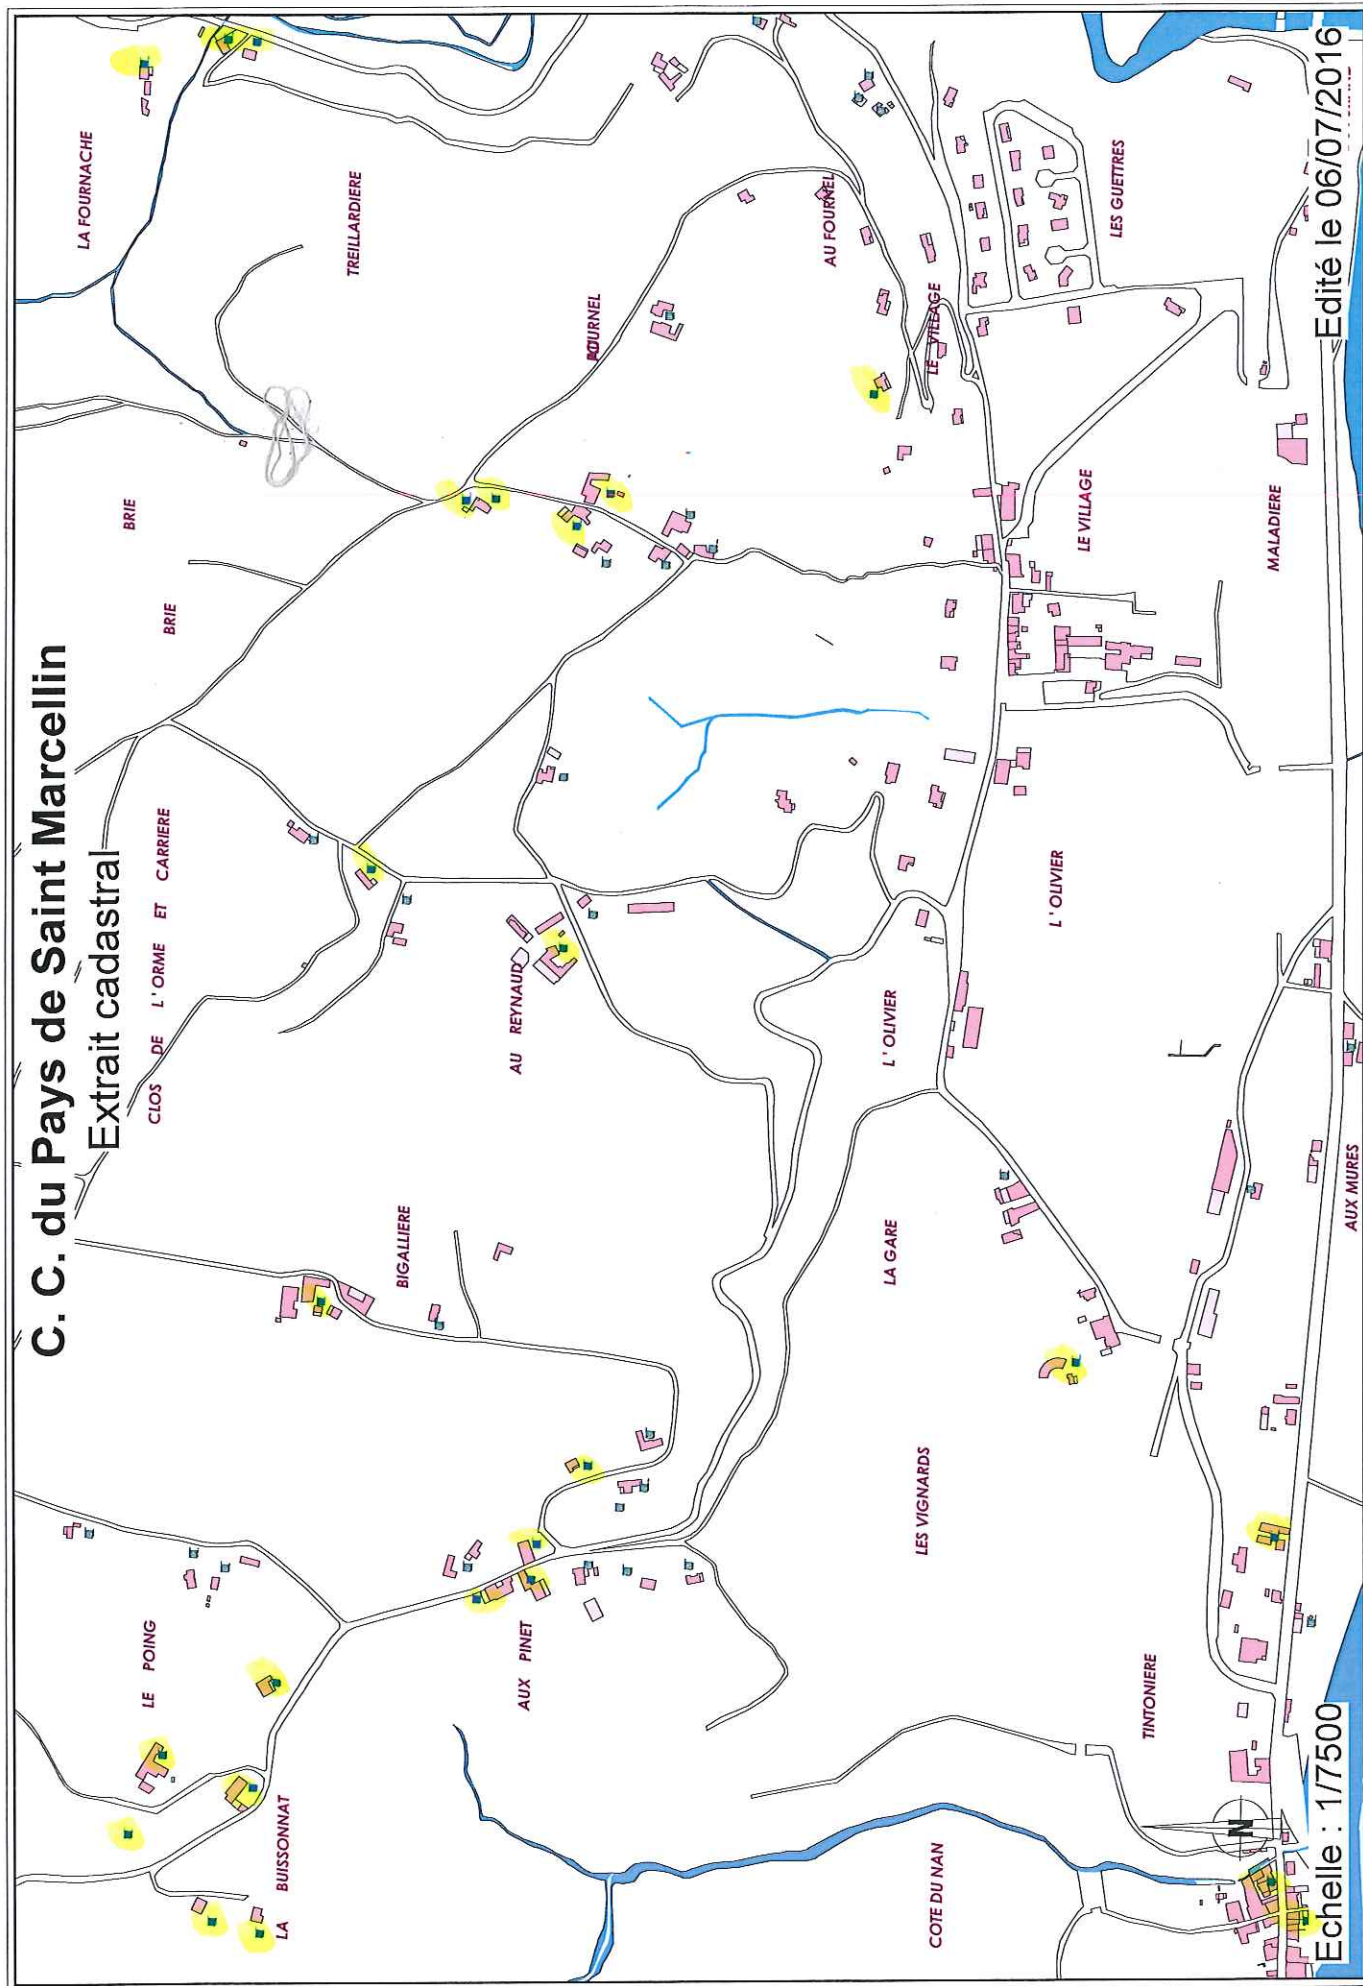 C. C. du Pays de Saint Marcellin
Extrait cadastral
LE POING
LA BUISSONNAT
AUX PINET
BIGALLIERE
CLOS DE L'ORME ET CARRIERE
AU REYNAUD
BRIE
BRIE
LA FOURNACHE
TREILLARDIERE
FOURNEL
AU FOURNEL
LE VILLAGE
L'OLIVIER
LA GARE
LES VIGNARDS
COTE DU NAN
TINTONIERE
L'OLIVIER
LE VILLAGE
LES GUETTRES
MALADIERE
AUX MURES
N
Echelle : 1/7500
Edité le 06/07/2016